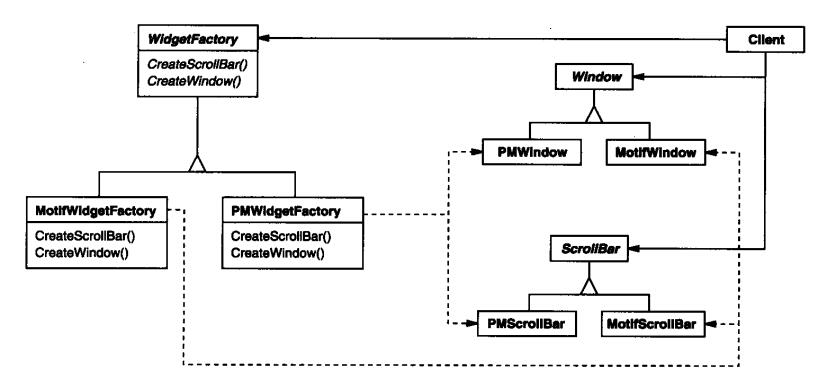 WidgetFactory
CreateScrollBar()
CreateWindow()
Client
Window
PMWindow
MotifWindow
MotifWidgetFactory
CreateScrollBar()
CreateWindow()
PMWidgetFactory
CreateScrollBar()
CreateWindow()
ScrollBar
PMScrollBar
MotifScrollBar